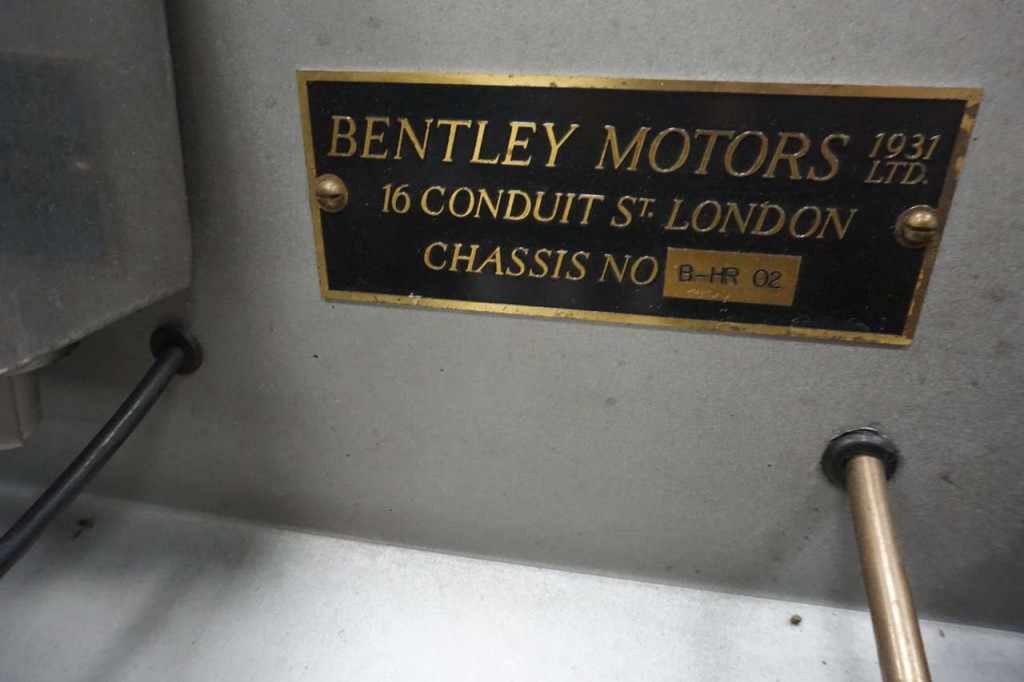 BENTLEY MOTORS 1931 LTD.
16 CONDUIT ST. LONDON
CHASSIS NO B-HR 02